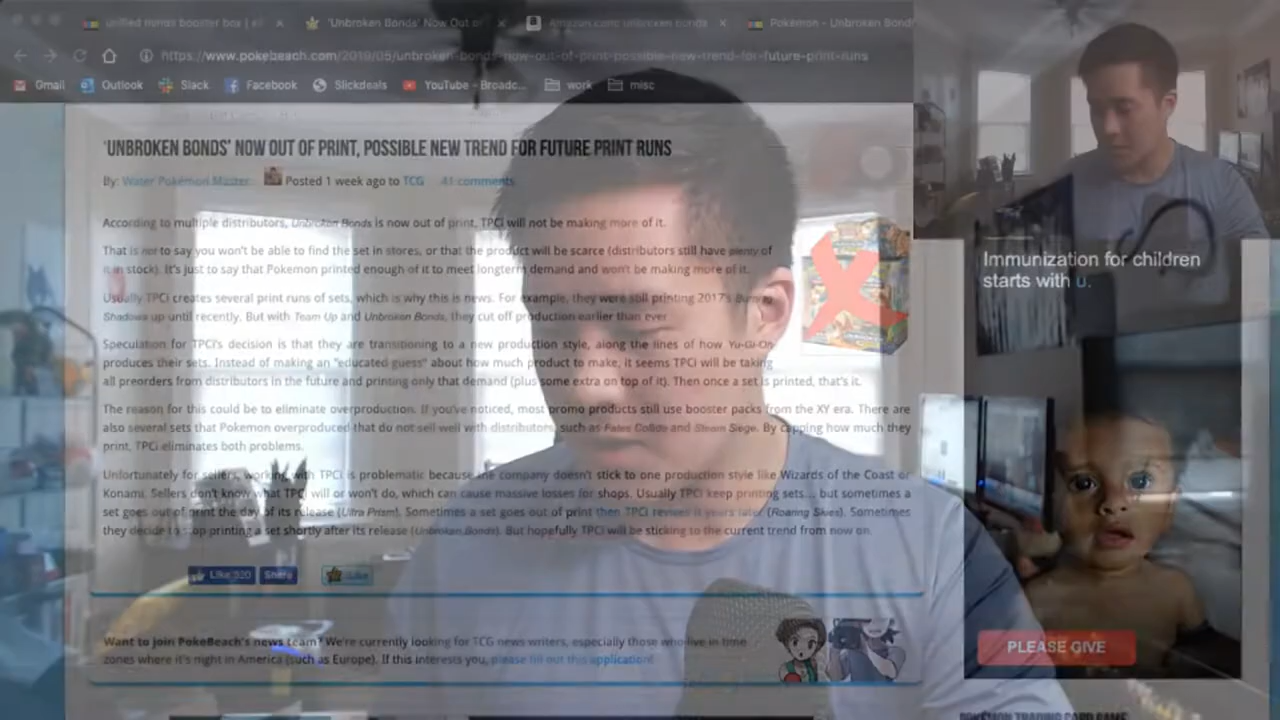 unified minds booster box | e
'Unbroken Bonds' Now Out of
Amazon.com: unbroken bonds
Pokemon - Unbroken Bond
https://www.pokebeach.com/2019/05/unbroken-bonds-now-out-of-print-possible-new-trend-for-future-print-runs
Gmail Outlook Slack Facebook Slickdeals YouTube - Broadc... work misc
'UNBROKEN BONDS' NOW OUT OF PRINT, POSSIBLE NEW TREND FOR FUTURE PRINT RUNS
By: Water Pokémon Master Posted 1 week ago to TCG 41 comments
According to multiple distributors, Unbroken Bonds is now out of print. TPCi will not be making more of it.
That is not to say you won't be able to find the set in stores, or that the product will be scarce (distributors still have plenty of
it in stock). It's just to say that Pokemon printed enough of it to meet longterm demand and won't be making more of it.
Usually TPCi creates several print runs of sets, which is why this is news. For example, they were still printing 2017's Burning
Shadows up until recently. But with Team Up and Unbroken Bonds, they cut off production earlier than ever.
Speculation for TPCi's decision is that they are transitioning to a new production style, along the lines of how Yu-Gi-Oh
produces their sets. Instead of making an "educated guess" about how much product to make, it seems TPCi will be taking
all preorders from distributors in the future and printing only that demand (plus some extra on top of it). Then once a set is printed, that's it.
The reason for this could be to eliminate overproduction. If you've noticed, most promo products still use booster packs from the XY era. There are
also several sets that Pokemon overproduced that do not sell well with distributors, such as Fates Collide and Steam Siege. By capping how much they
print, TPCi eliminates both problems.
Unfortunately for sellers, working with TPCi is problematic because the company doesn't stick to one production style like Wizards of the Coast or
Konami. Sellers don't know what TPCi will or won't do, which can cause massive losses for shops. Usually TPCi keep printing sets... but sometimes a
set goes out of print the day of its release (Ultra Prism). Sometimes a set goes out of print then TPCi revives it years later (Roaring Skies). Sometimes
they decide to stop printing a set shortly after its release (Unbroken Bonds). But hopefully TPCi will be sticking to the current trend from now on.
Like 320 Share Like
Want to join PokeBeach's news team? We're currently looking for TCG news writers, especially those who live in time
zones where it's night in America (such as Europe). If this interests you, please fill out this application!
Immunization for children
starts with u.
PLEASE GIVE
POKÉMON TRADING CARD GAME